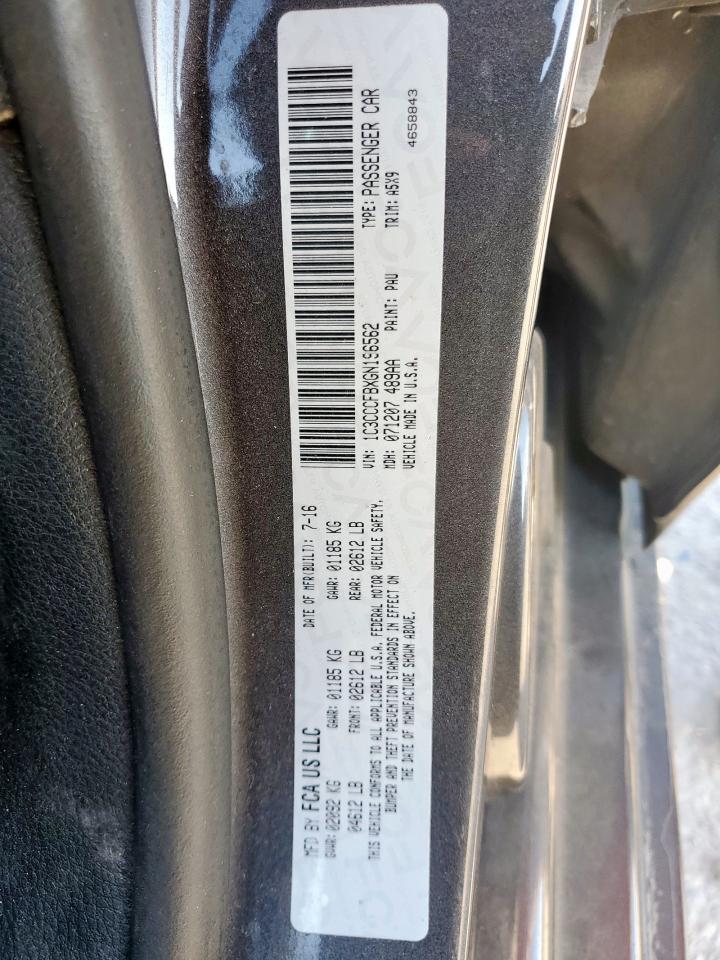 MFD BY FCA US LLC
DATE OF MFR(BUILT): 7-16
GVWR: 02092 KG
GAWR: 01185 KG
GAWR: 01185 KG
04612 LB
FRONT: 02612 LB
REAR: 02612 LB
THIS VEHICLE CONFORMS TO ALL APPLICABLE U.S.A. FEDERAL MOTOR VEHICLE SAFETY,
BUMPER AND THEFT PREVENTION STANDARDS IN EFFECT ON
THE DATE OF MANUFACTURE SHOWN ABOVE.
VIN: 1C3CCCFBXGN196562
TYPE: PASSENGER CAR
MDH: 071207 489AA
PAINT: PAU
TRIM: A5X9
VEHICLE MADE IN U.S.A.
4658843